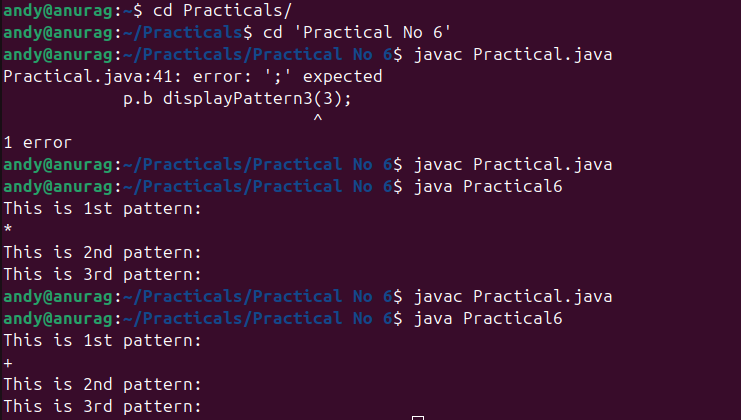 andy@anurag:~$ cd Practicals/
andy@anurag:~/Practicals$ cd 'Practical No 6'
andy@anurag:~/Practicals/Practical No 6$ javac Practical.java
Practical.java:41: error: ';' expected
            p.b displayPattern3(3);
                               ^
1 error
andy@anurag:~/Practicals/Practical No 6$ javac Practical.java
andy@anurag:~/Practicals/Practical No 6$ java Practical6
This is 1st pattern:
*
This is 2nd pattern:
This is 3rd pattern:
andy@anurag:~/Practicals/Practical No 6$ javac Practical.java
andy@anurag:~/Practicals/Practical No 6$ java Practical6
This is 1st pattern:
+
This is 2nd pattern:
This is 3rd pattern: